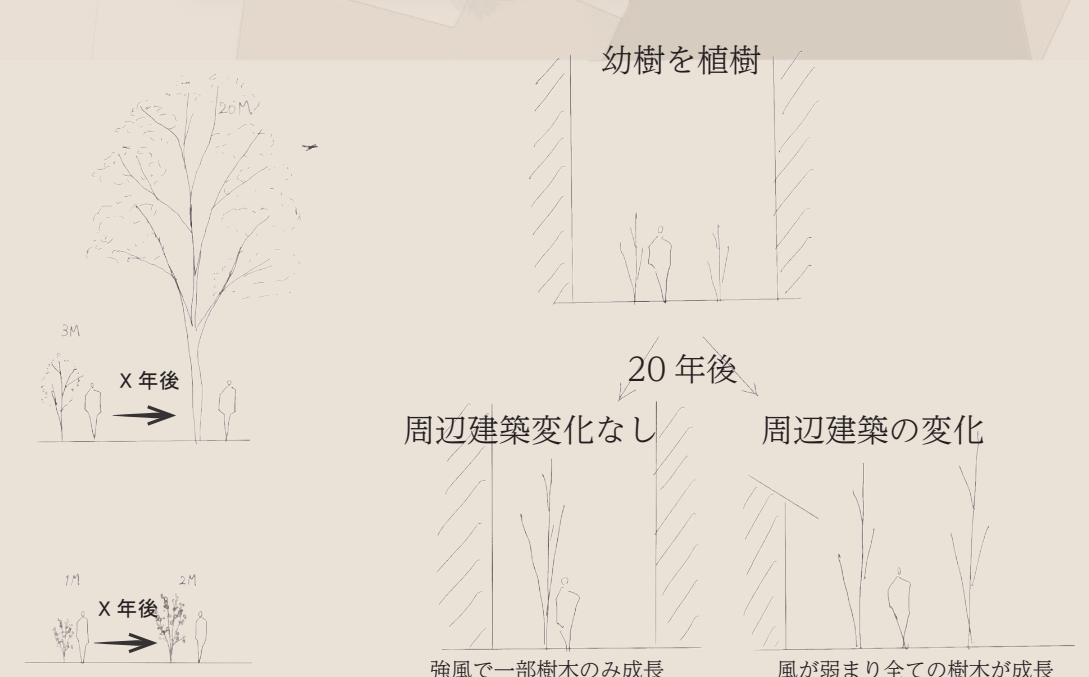 20M
3M
X 年後
1M
2M
X 年後
幼樹を植樹
20 年後
周辺建築変化なし
周辺建築の変化
強風で一部樹木のみ成長
風が弱まり全ての樹木が成長